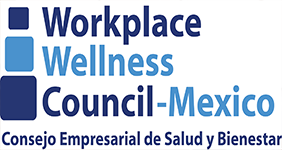 Workplace
Wellness
Council-Mexico
Consejo Empresarial de Salud y Bienestar